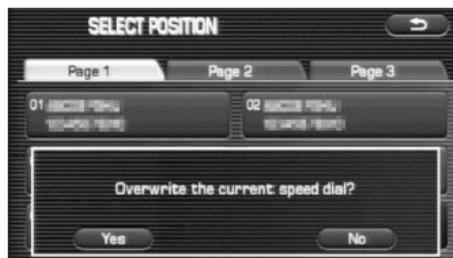 SELECT POSITION
Page 1 Page 2 Page 3
01 02
Overwrite the current speed dial?
Yes No